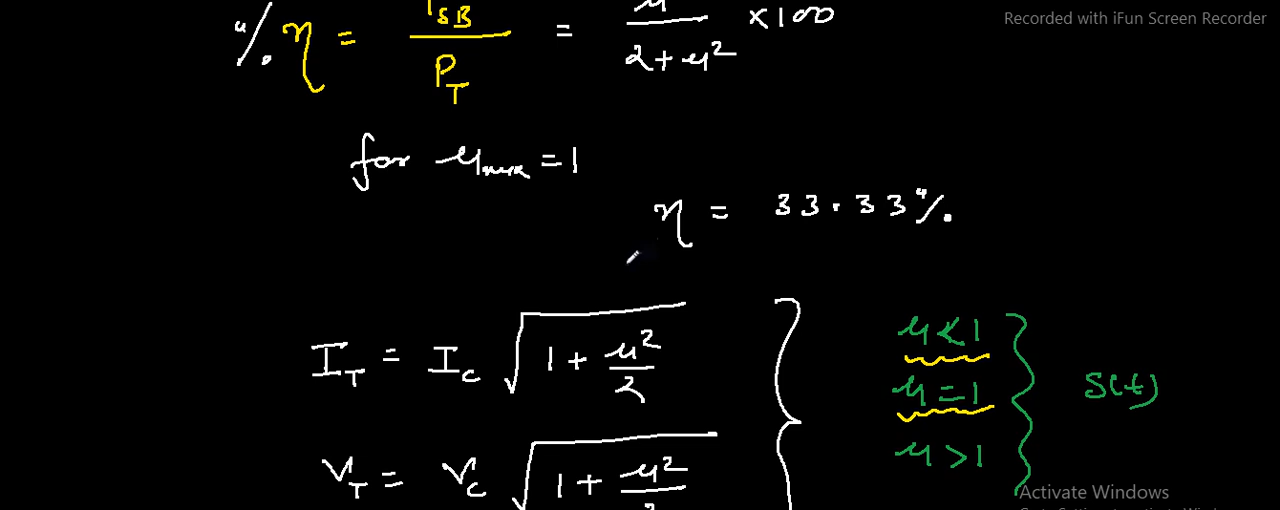 Recorded with iFun Screen Recorder
% η = P_SB / P_T = μ² / (2 + μ²) × 100
for μmax = 1
η = 33.33%
I_T = I_C √(1 + μ²/2)
μ < 1
μ = 1
S(t)
V_T = V_C √(1 + μ²/2)
μ > 1
Activate Windows